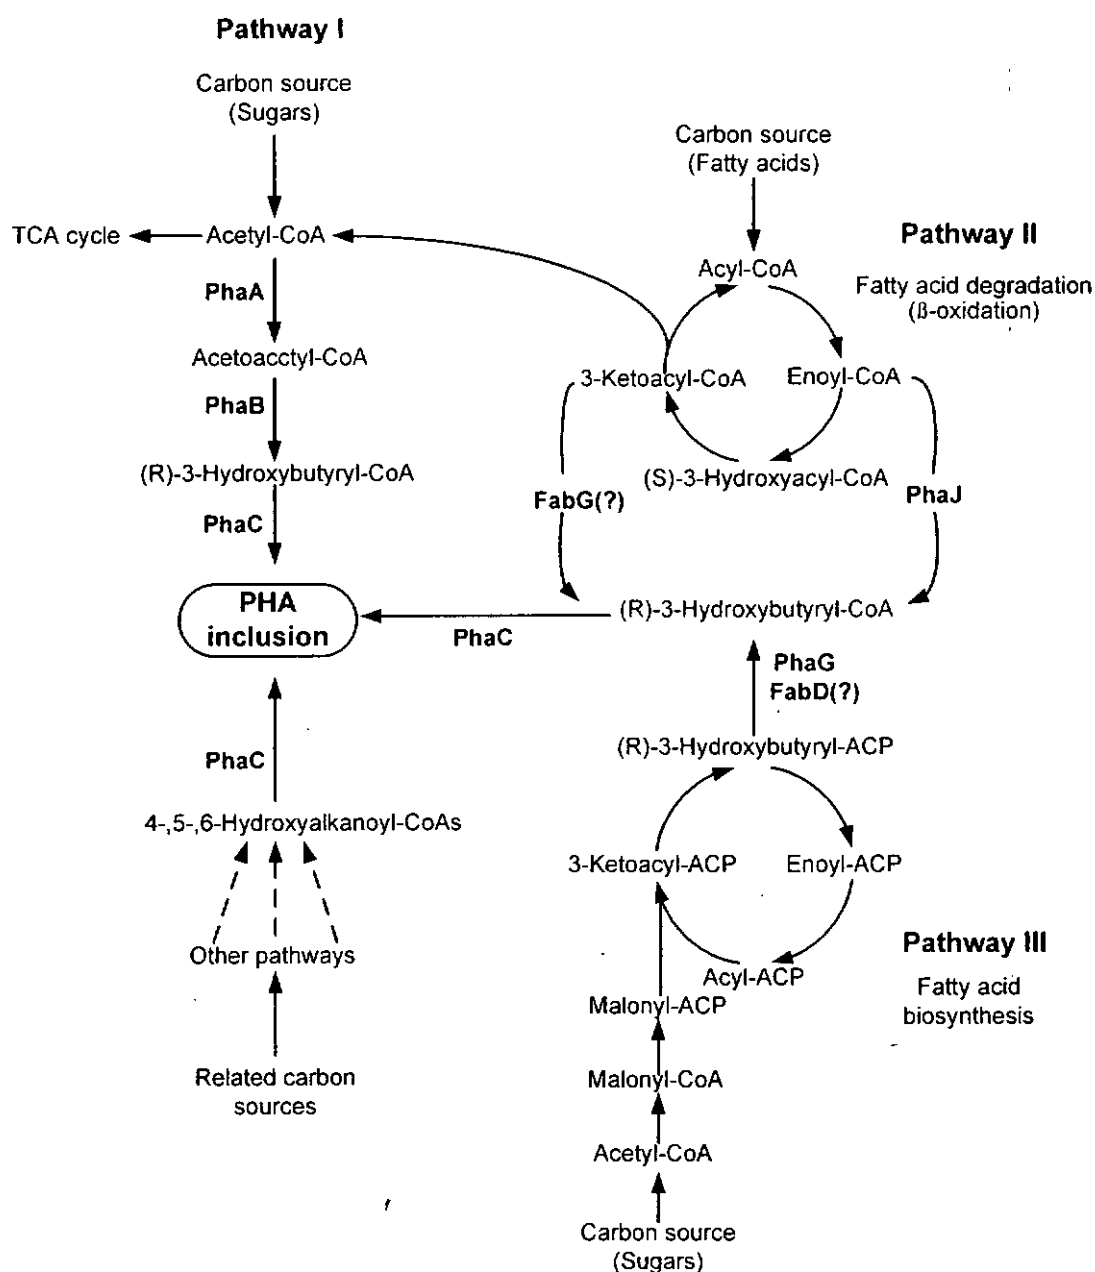 Pathway I
Carbon source
(Sugars)
TCA cycle
Acetyl-CoA
PhaA
Acetoacctyl-CoA
PhaB
(R)-3-Hydroxybutyryl-CoA
PhaC
PHA
inclusion
PhaC
4-,5-,6-Hydroxyalkanoyl-CoAs
Other pathways
Related carbon
sources
Carbon source
(Fatty acids)
Pathway II
Fatty acid degradation
(ß-oxidation)
Acyl-CoA
3-Ketoacyl-CoA
Enoyl-CoA
(S)-3-Hydroxyacyl-CoA
FabG(?)
PhaJ
(R)-3-Hydroxybutyryl-CoA
PhaC
PhaG
FabD(?)
(R)-3-Hydroxybutyryl-ACP
3-Ketoacyl-ACP
Enoyl-ACP
Acyl-ACP
Pathway III
Fatty acid
biosynthesis
Malonyl-ACP
Malonyl-CoA
Acetyl-CoA
Carbon source
(Sugars)